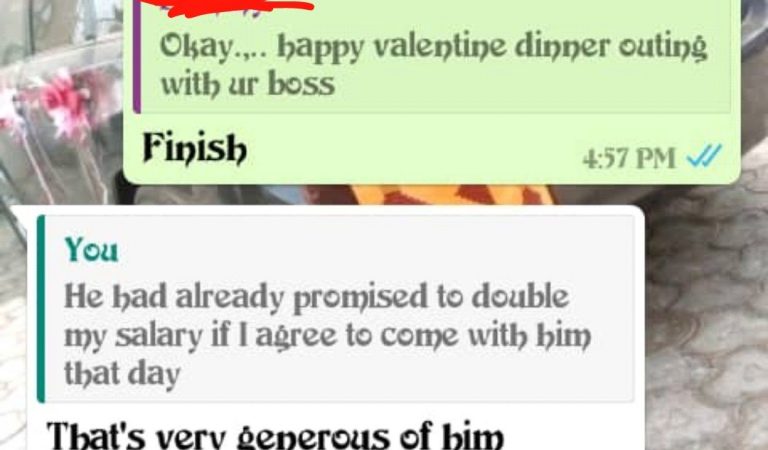 Okay.,.. happy valentine dinner outing
with ur boss
Finish
4:57 PM
You
He had already promised to double
my salary if I agree to come with him
that day
That's very generous of him